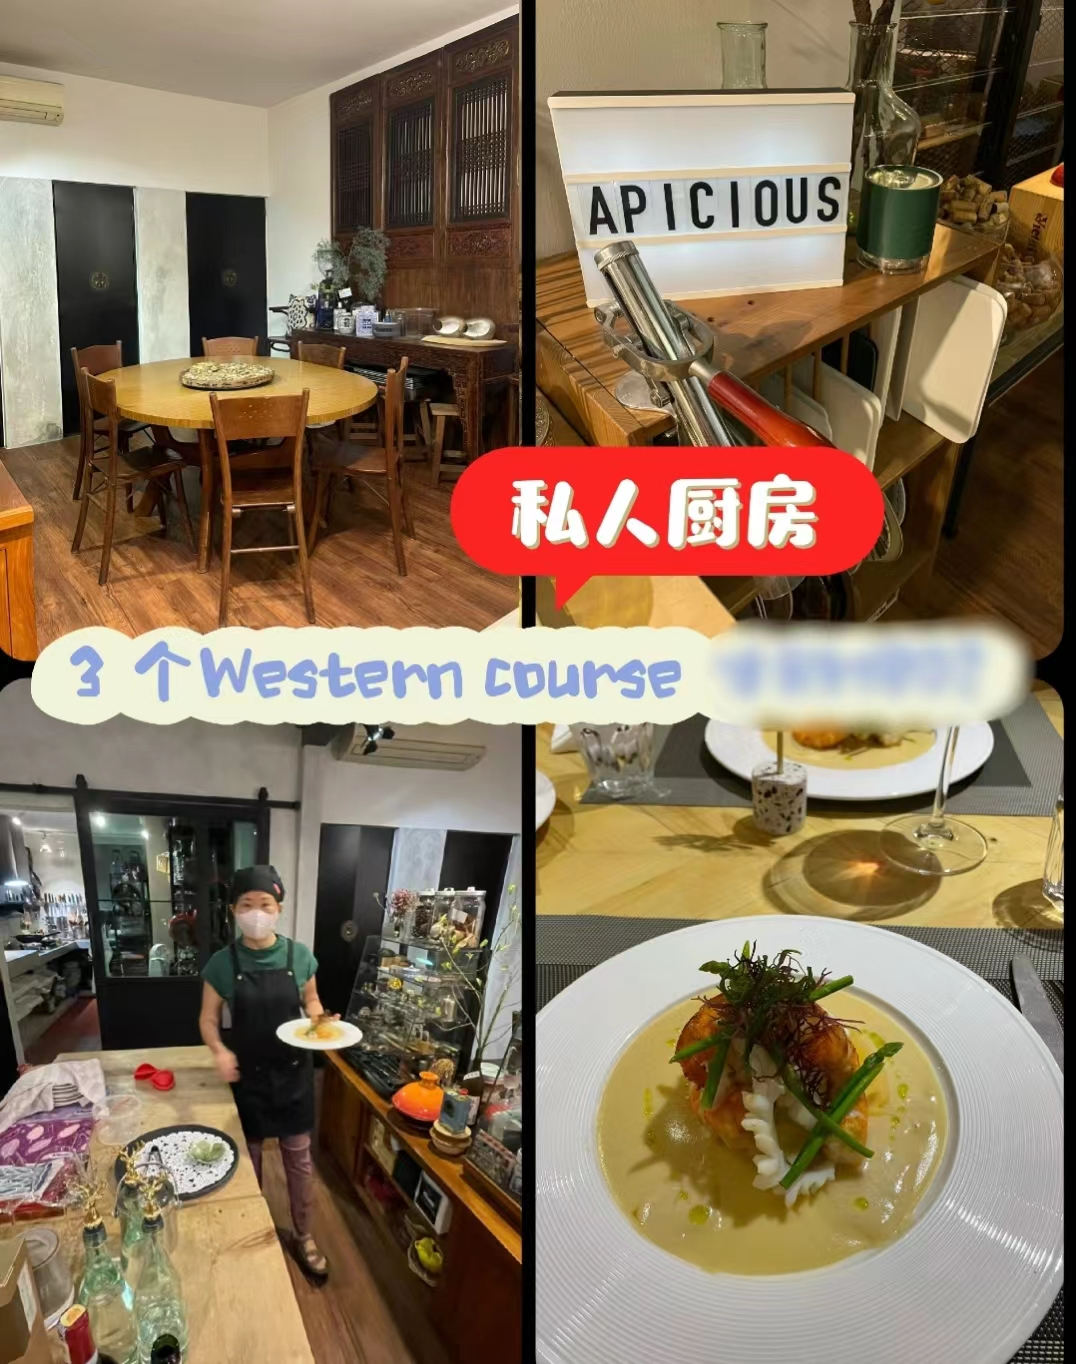 APICIOUS
私人厨房
3 个Western course